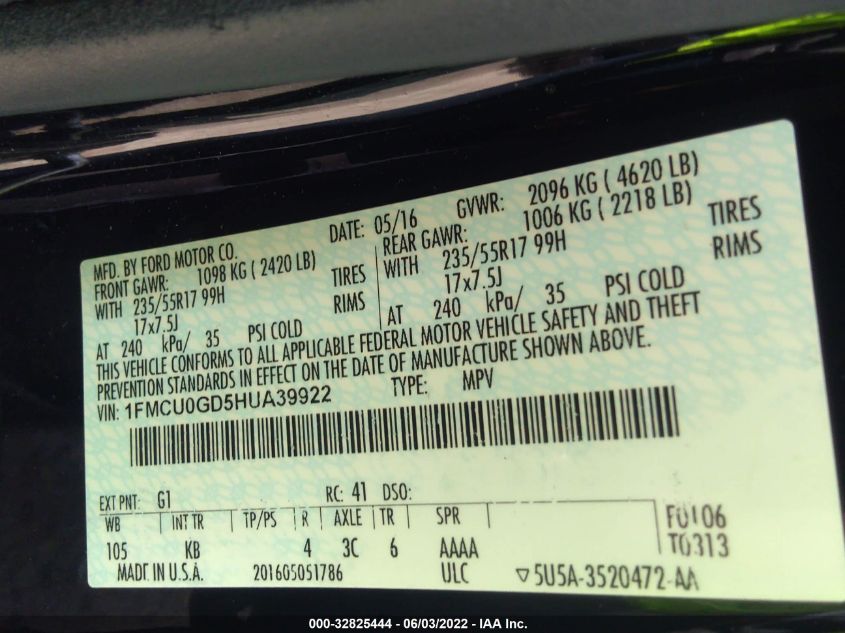 MFD. BY FORD MOTOR CO. DATE: 05/16 GVWR: 2096 KG ( 4620 LB)
FRONT GAWR: 1098 KG ( 2420 LB) REAR GAWR: 1006 KG ( 2218 LB)
WITH 235/55R17 99H TIRES WITH 235/55R17 99H TIRES
17x7.5J RIMS 17x7.5J RIMS
AT 240 kPa/ 35 PSI COLD AT 240 kPa/ 35 PSI COLD
THIS VEHICLE CONFORMS TO ALL APPLICABLE FEDERAL MOTOR VEHICLE SAFETY AND THEFT
PREVENTION STANDARDS IN EFFECT ON THE DATE OF MANUFACTURE SHOWN ABOVE.
VIN: 1FMCU0GD5HUA39922 TYPE: MPV
EXT PNT: G1 RC: 41 DSO:
WB INT TR TP/PS R AXLE TR SPR F0106
105 KB 4 3C 6 AAAA T0313
MADE IN U.S.A. 201605051786 ULC ▽5U5A-3520472-AA
000-32825444 - 06/03/2022 - IAA Inc.